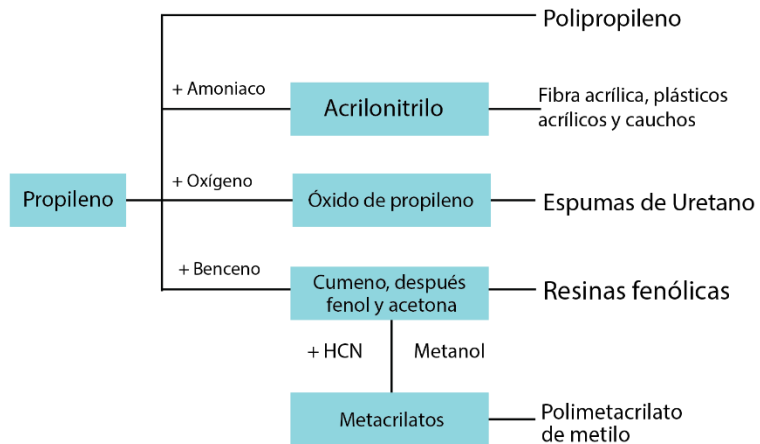 Polipropileno
+ Amoniaco
Acrilonitrilo
Fibra acrílica, plásticos
acrílicos y cauchos
Propileno
+ Oxígeno
Óxido de propileno
Espumas de Uretano
+ Benceno
Cumeno, después
fenol y acetona
Resinas fenólicas
+ HCN
Metanol
Metacrilatos
Polimetacrilato
de metilo